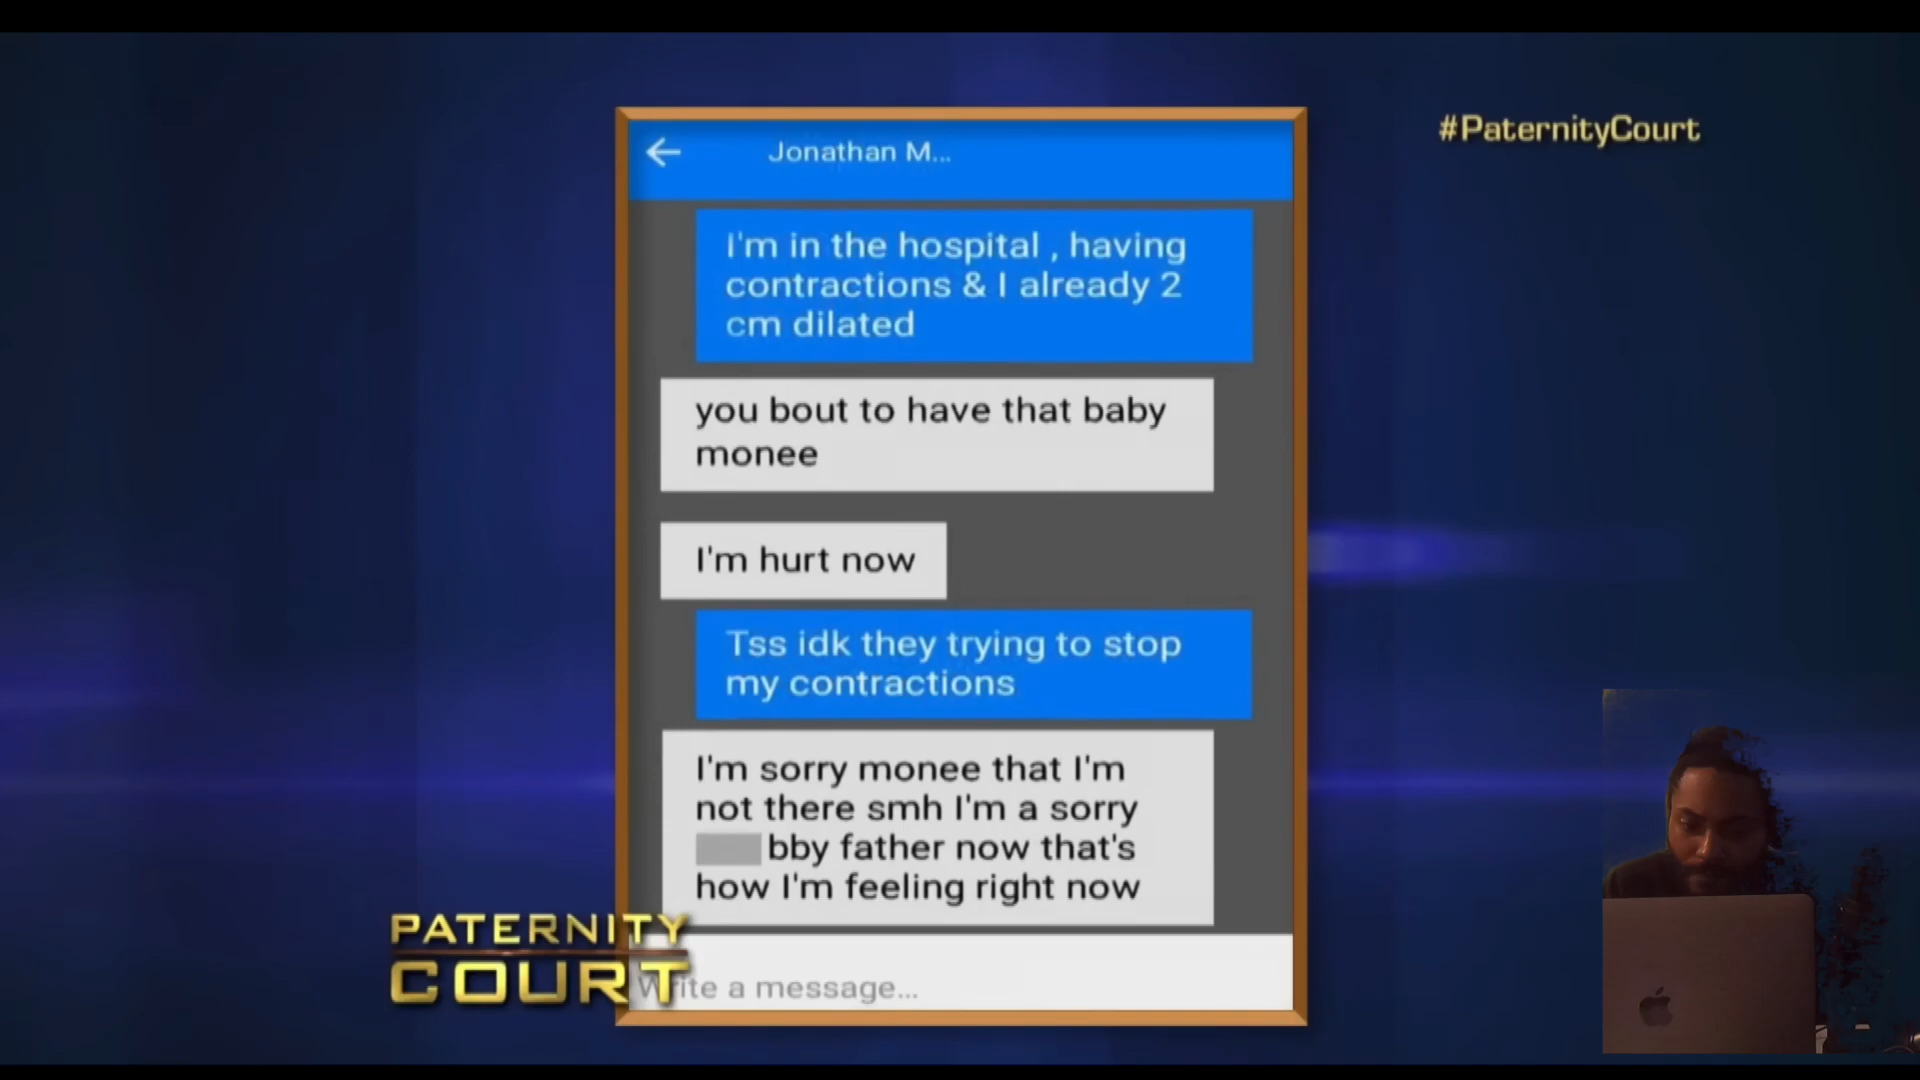 #PaternityCourt
Jonathan M...
I'm in the hospital , having
contractions & I already 2
cm dilated
you bout to have that baby
monee
I'm hurt now
Tss idk they trying to stop
my contractions
I'm sorry monee that I'm
not there smh I'm a sorry
bby father now that's
how I'm feeling right now
Write a message...
PATERNITY
COURT